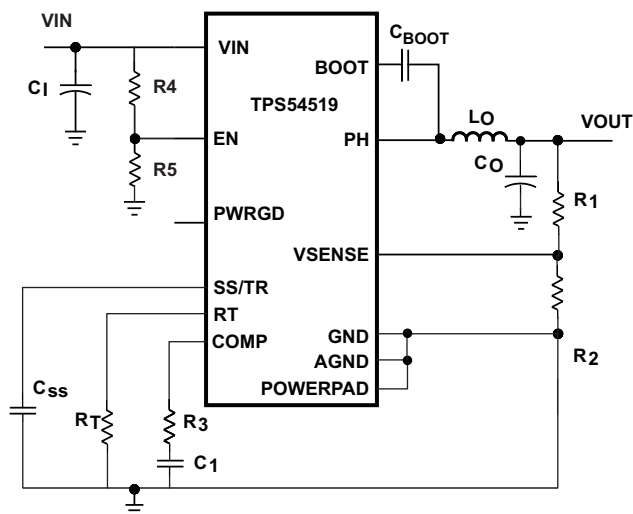 VIN
CI
R4
R5
VIN
EN
PWRGD
SS/TR
RT
COMP
TPS54519
BOOT
PH
VSENSE
GND
AGND
POWERPAD
CBOOT
LO
VOUT
CO
R1
R2
CSS
RT
R3
C1